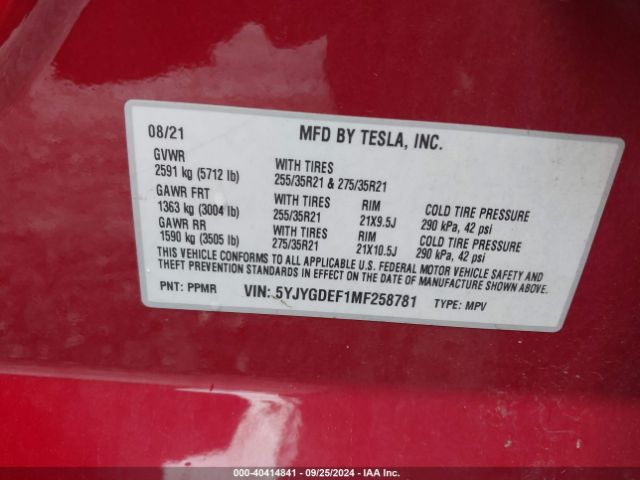 08/21 MFD BY TESLA, INC.
GVWR
2591 kg (5712 lb)
WITH TIRES
255/35R21 & 275/35R21
GAWR FRT
1363 kg (3004 lb)
WITH TIRES
255/35R21
RIM
21X9.5J
COLD TIRE PRESSURE
290 kPa, 42 psi
GAWR RR
1590 kg (3505 lb)
WITH TIRES
275/35R21
RIM
21X10.5J
COLD TIRE PRESSURE
290 kPa, 42 psi
THIS VEHICLE CONFORMS TO ALL APPLICABLE U.S. FEDERAL MOTOR VEHICLE SAFETY AND
THEFT PREVENTION STANDARDS IN EFFECT ON THE DATE OF MANUFACTURE SHOWN ABOVE.
PNT: PPMR VIN: 5YJYGDEF1MF258781 TYPE: MPV
000-40414841 - 09/25/2024 - IAA Inc.